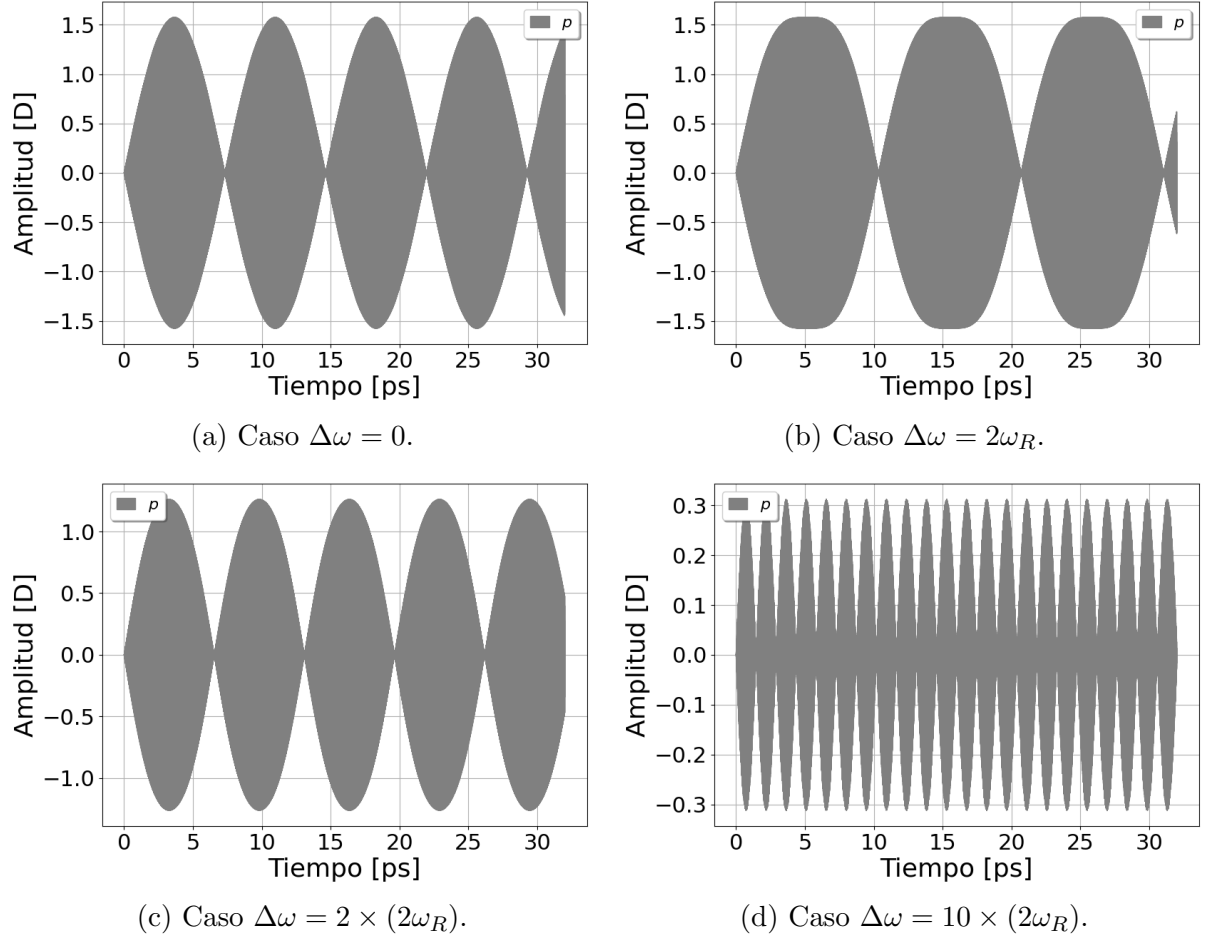 p
p
Amplitud [D]
1.5
1.0
0.5
0.0
−0.5
−1.0
−1.5
0 5 10 15 20 25 30
Tiempo [ps]
Amplitud [D]
1.5
1.0
0.5
0.0
−0.5
−1.0
−1.5
0 5 10 15 20 25 30
Tiempo [ps]
(a) Caso Δω = 0.
(b) Caso Δω = 2ω_R.
p
p
Amplitud [D]
1.0
0.5
0.0
−0.5
−1.0
0 5 10 15 20 25 30
Tiempo [ps]
Amplitud [D]
0.3
0.2
0.1
0.0
−0.1
−0.2
−0.3
0 5 10 15 20 25 30
Tiempo [ps]
(c) Caso Δω = 2 × (2ω_R).
(d) Caso Δω = 10 × (2ω_R).